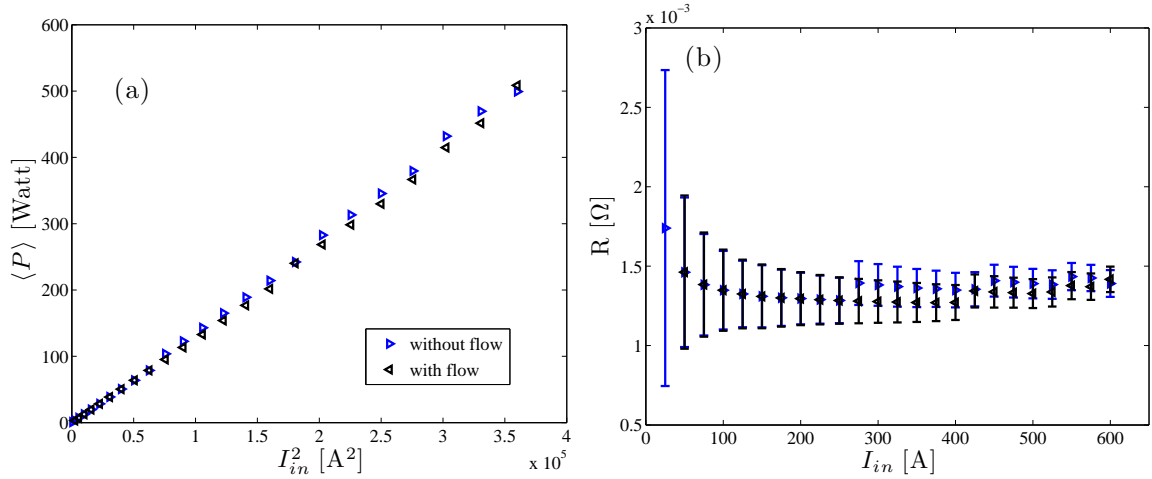 600
500
400
300
200
100
0
⟨P⟩ [Watt]
(a)
without flow
with flow
0 0.5 1 1.5 2 2.5 3 3.5 4
x 10⁵
I²ᵢₙ [A²]
x 10⁻³
3
2.5
2
1.5
1
0.5
R [Ω]
(b)
0 100 200 300 400 500 600
Iᵢₙ [A]